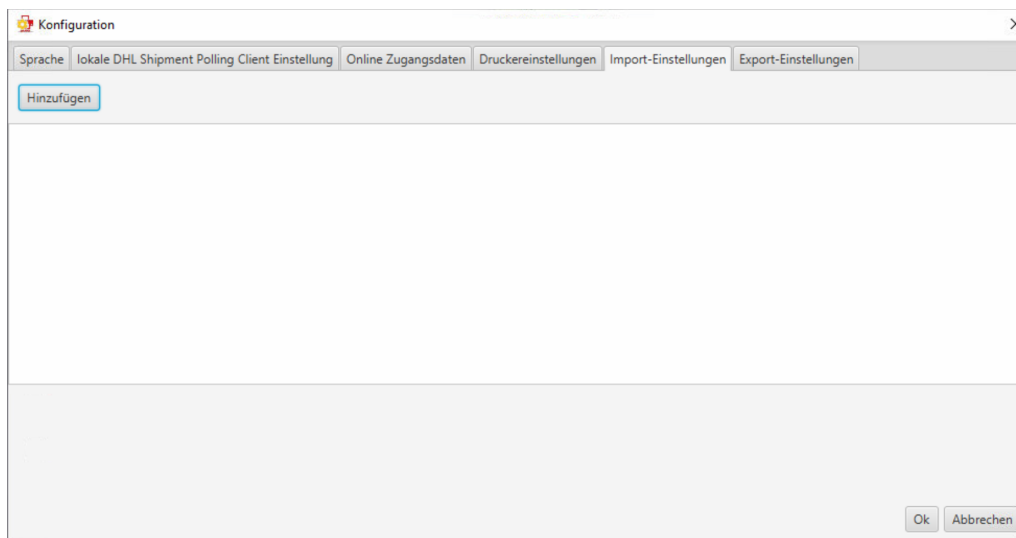 Konfiguration
Sprache lokale DHL Shipment Polling Client Einstellung Online Zugangsdaten Druckereinstellungen Import-Einstellungen Export-Einstellungen
Hinzufügen
Ok Abbrechen